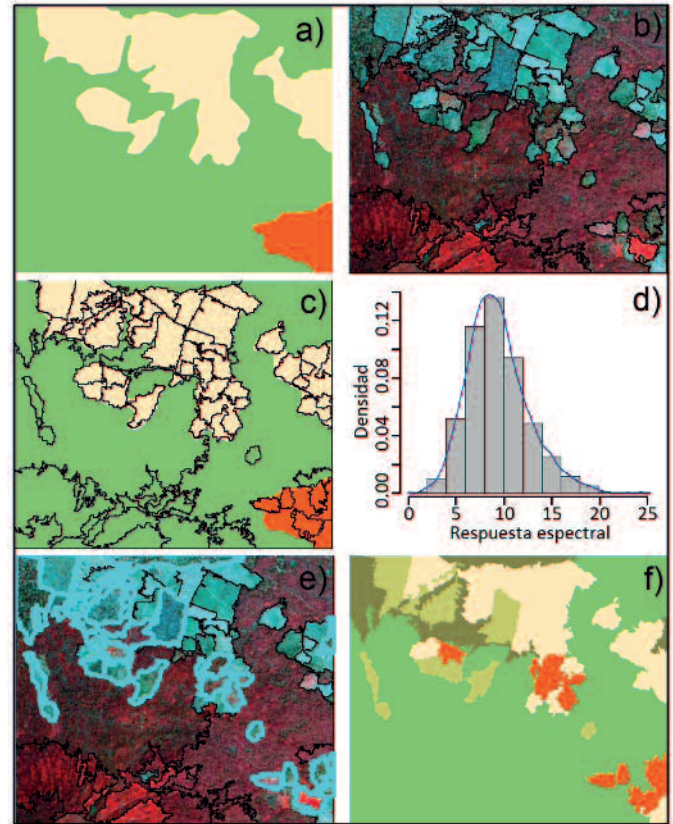 a)
b)
c)
d)
0.12
0.08
0.04
0.00
Densidad
0
5
10
15
20
25
Respuesta espectral
e)
f)